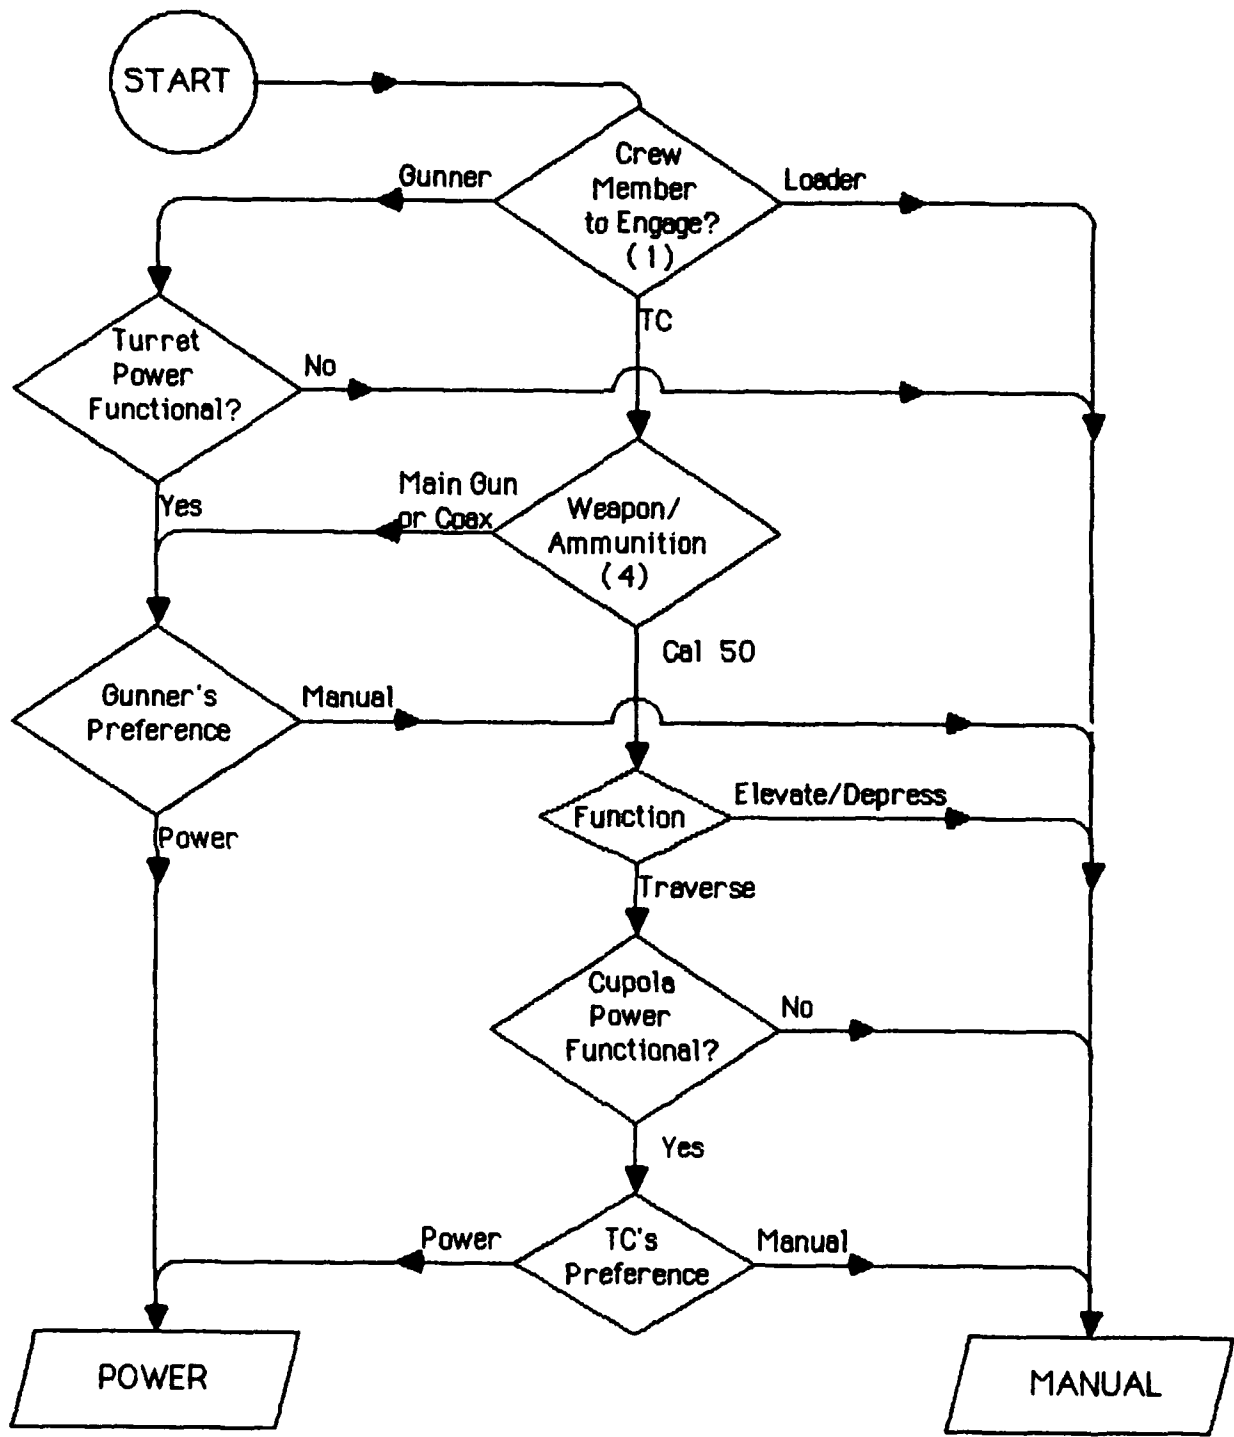 START
Crew
Member
to Engage?
(1)
Gunner
Loader
TC
Turret
Power
Functional?
No
Yes
Main Gun
or Coax
Weapon/
Ammunition
(4)
Cal 50
Gunner's
Preference
Manual
Power
Function
Elevate/Depress
Traverse
Cupola
Power
Functional?
No
Yes
Power
TC's
Preference
Manual
POWER
MANUAL